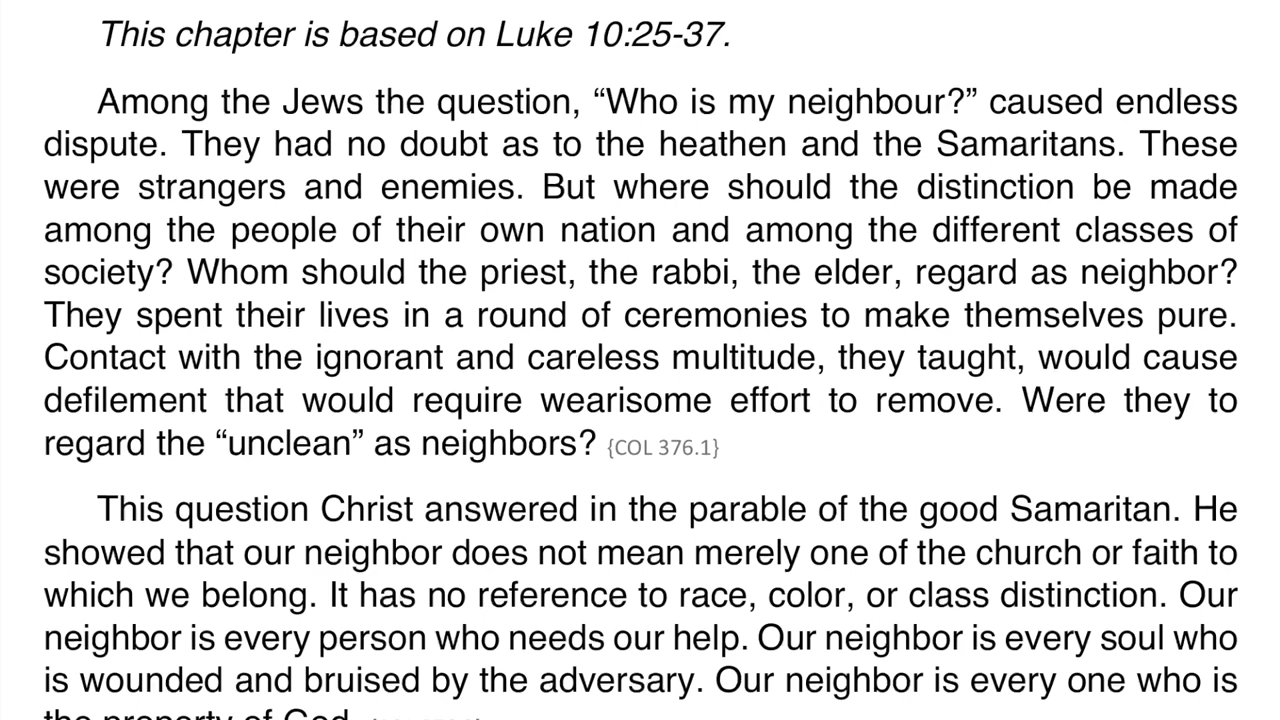 This chapter is based on Luke 10:25-37.
Among the Jews the question, “Who is my neighbour?” caused endless
dispute. They had no doubt as to the heathen and the Samaritans. These
were strangers and enemies. But where should the distinction be made
among the people of their own nation and among the different classes of
society? Whom should the priest, the rabbi, the elder, regard as neighbor?
They spent their lives in a round of ceremonies to make themselves pure.
Contact with the ignorant and careless multitude, they taught, would cause
defilement that would require wearisome effort to remove. Were they to
regard the “unclean” as neighbors? {COL 376.1}
This question Christ answered in the parable of the good Samaritan. He
showed that our neighbor does not mean merely one of the church or faith to
which we belong. It has no reference to race, color, or class distinction. Our
neighbor is every person who needs our help. Our neighbor is every soul who
is wounded and bruised by the adversary. Our neighbor is every one who is
the property of God.